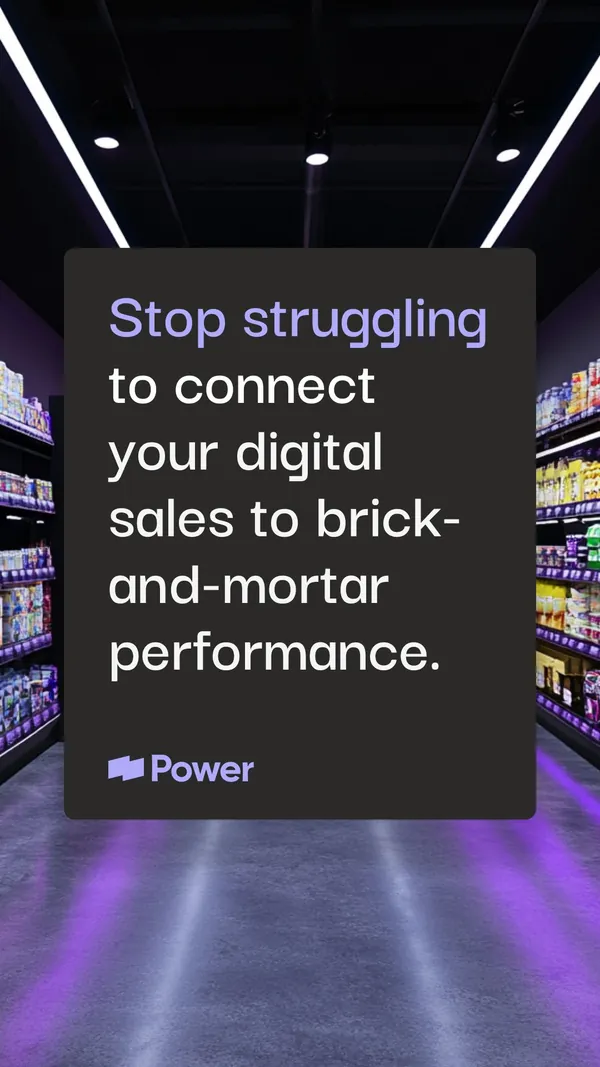 Stop struggling
to connect
your digital
sales to brick-
and-mortar
performance.
Power